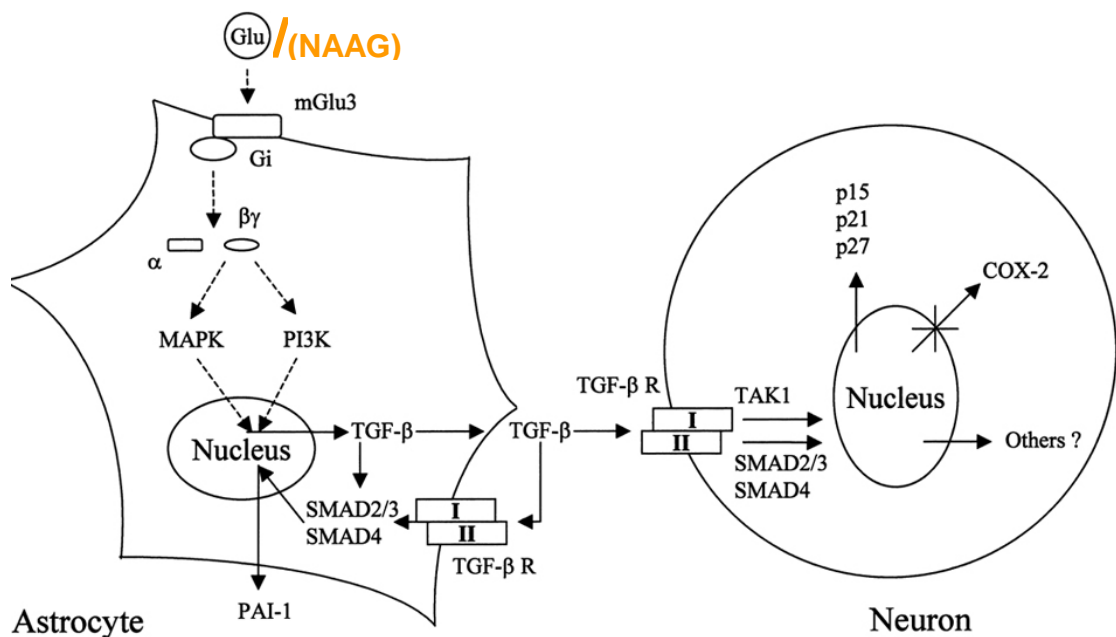 Glu /(NAAG)
mGlu3
Gi
βγ
α
MAPK PI3K
Nucleus
TGF-β
SMAD2/3
SMAD4
PAI-1
TGF-β
I
II
TGF-β R
Astrocyte
TGF-β R
I
II
TAK1
SMAD2/3
SMAD4
p15
p21
p27
COX-2
Nucleus
Others ?
Neuron